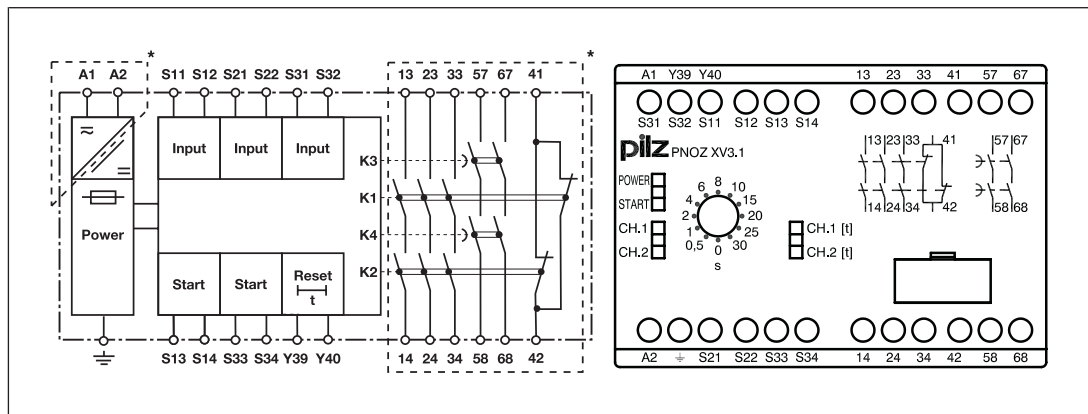 * *
A1 A2 S11 S12 S21 S22 S31 S32 13 23 33 57 67 41
Input Input Input
K3
K1
Power
K4
Start Start Reset
t
K2
S13 S14 S33 S34 Y39 Y40 14 24 34 58 68 42
A1 Y39 Y40 13 23 33 41 57 67
S31 S32 S11 S12 S13 S14
pilz PNOZ XV3.1
13 23 33 41 57 67
POWER
START
CH.1
CH.2
0 0,5 1 2 4 6 8 10 15 20 25 30
s
CH.1 [t]
CH.2 [t]
14 24 34 42 58 68
A2 S21 S22 S33 S34 14 24 34 42 58 68